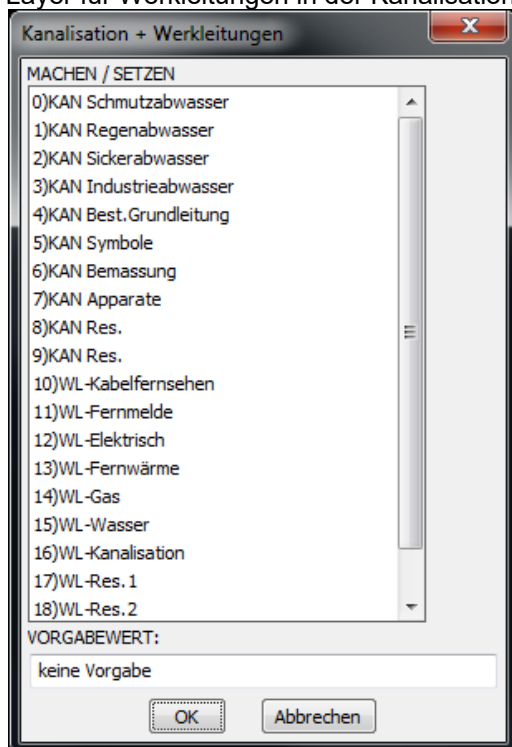 Layer für Werkleitungen in der Kanalisation
Kanalisation + Werkleitungen
MACHEN / SETZEN
0)KAN Schmutzabwasser
1)KAN Regenabwasser
2)KAN Sickerabwasser
3)KAN Industrieabwasser
4)KAN Best.Grundleitung
5)KAN Symbole
6)KAN Bemassung
7)KAN Apparate
8)KAN Res.
9)KAN Res.
10)WL-Kabelfernsehen
11)WL-Fernmelde
12)WL-Elektrisch
13)WL-Fernwärme
14)WL-Gas
15)WL-Wasser
16)WL-Kanalisation
17)WL-Res.1
18)WL-Res.2
VORGABEWERT:
keine Vorgabe
OK Abbrechen